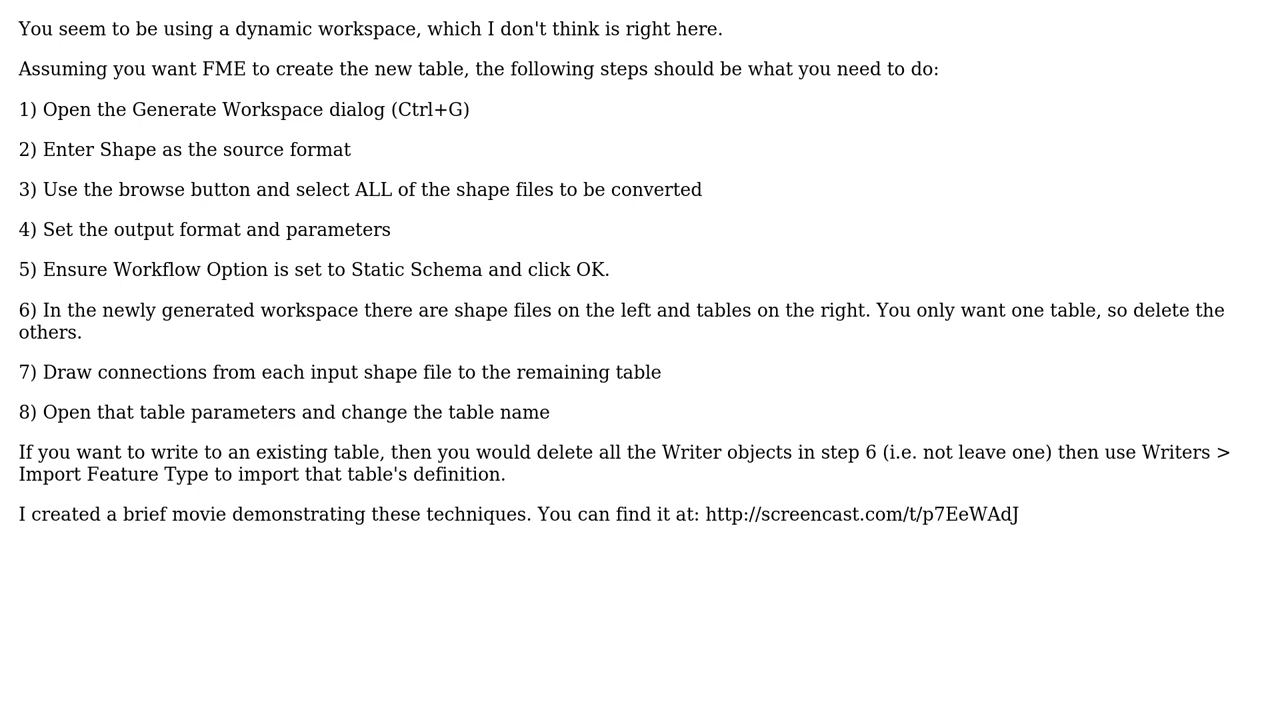 You seem to be using a dynamic workspace, which I don't think is right here.
Assuming you want FME to create the new table, the following steps should be what you need to do:
1) Open the Generate Workspace dialog (Ctrl+G)
2) Enter Shape as the source format
3) Use the browse button and select ALL of the shape files to be converted
4) Set the output format and parameters
5) Ensure Workflow Option is set to Static Schema and click OK.
6) In the newly generated workspace there are shape files on the left and tables on the right. You only want one table, so delete the
others.
7) Draw connections from each input shape file to the remaining table
8) Open that table parameters and change the table name
If you want to write to an existing table, then you would delete all the Writer objects in step 6 (i.e. not leave one) then use Writers >
Import Feature Type to import that table's definition.
I created a brief movie demonstrating these techniques. You can find it at: http://screencast.com/t/p7EeWAdJ